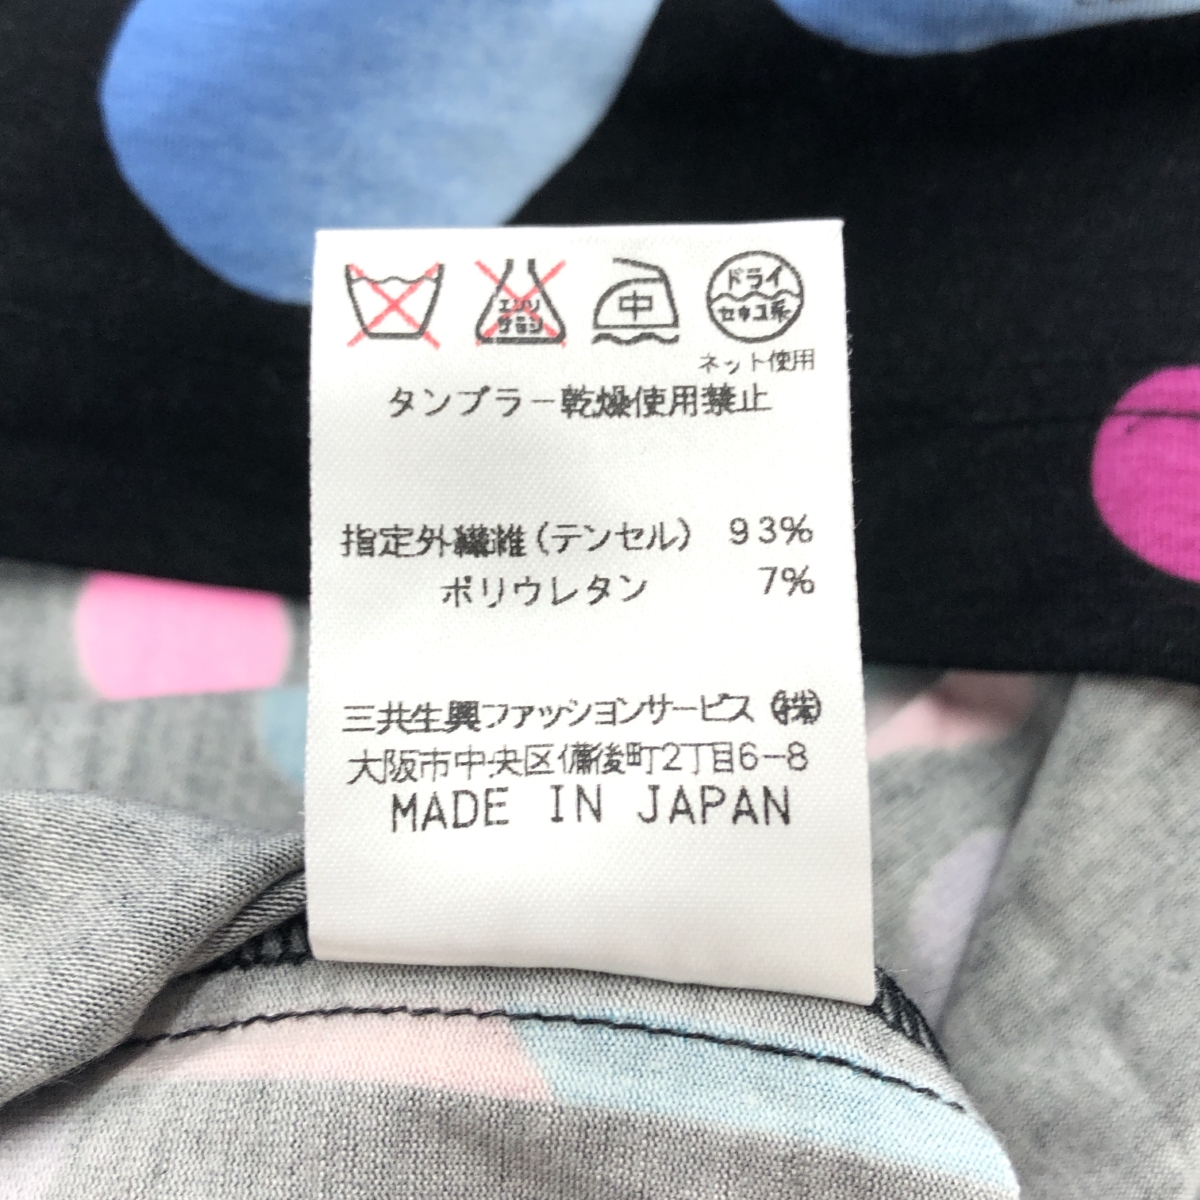 エンソ
サラシ
中
ドライ
セキユ系
ネット使用
タンブラー乾燥使用禁止
指定外繊維(テンセル) 93%
ポリウレタン 7%
三共生興ファッションサービス㈱
大阪市中央区備後町2丁目6-8
MADE IN JAPAN